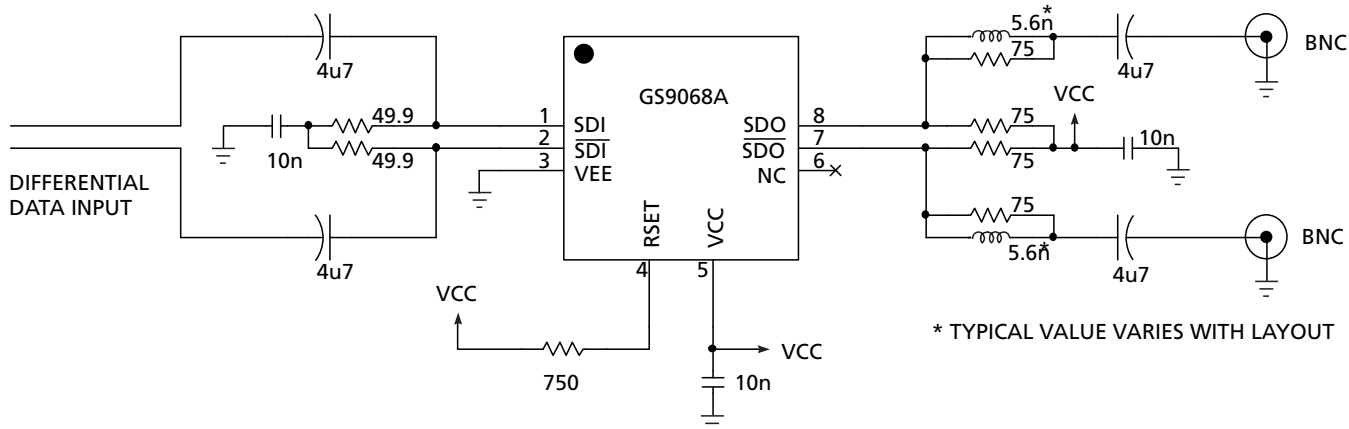 5.6n*
75
4u7
BNC
4u7
GS9068A
VCC
49.9
1
SDI
SDO
8
75
10n
49.9
2
SDI
SDO
7
75
10n
3
VEE
NC
6
DIFFERENTIAL
DATA INPUT
75
RSET
VCC
BNC
5.6n*
4u7
4u7
4
5
VCC
* TYPICAL VALUE VARIES WITH LAYOUT
VCC
750
10n